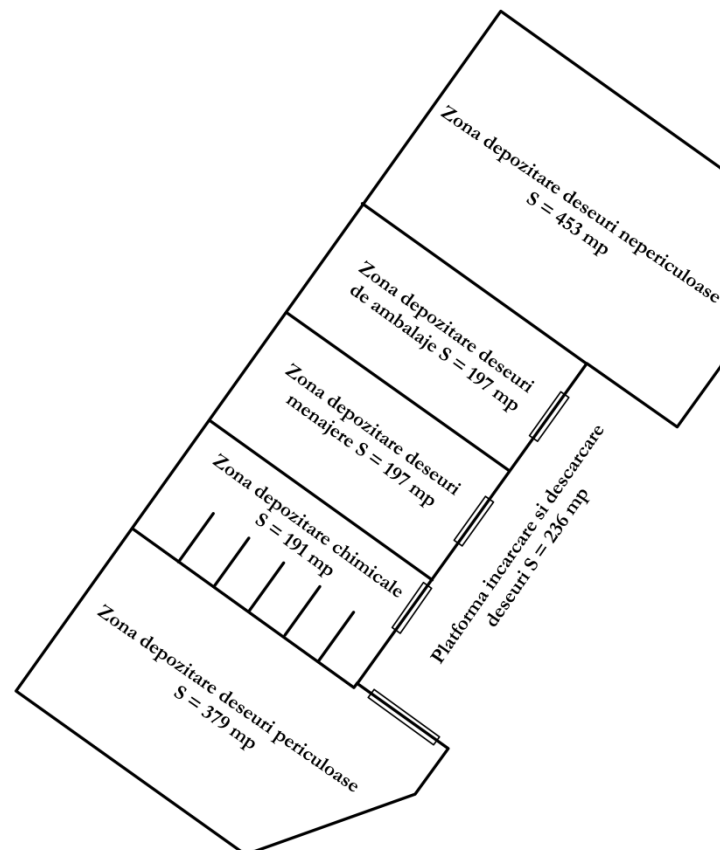 Zona depozitare deseuri nepericuloase
S = 453 mp
Zona depozitare deseuri
de ambalaje S = 197 mp
Zona depozitare deseuri
menajere S = 197 mp
Zona depozitare chimicale
S = 191 mp
Platforma incarcare si descarcare
deseuri S = 236 mp
Zona depozitare deseuri periculoase
S = 379 mp